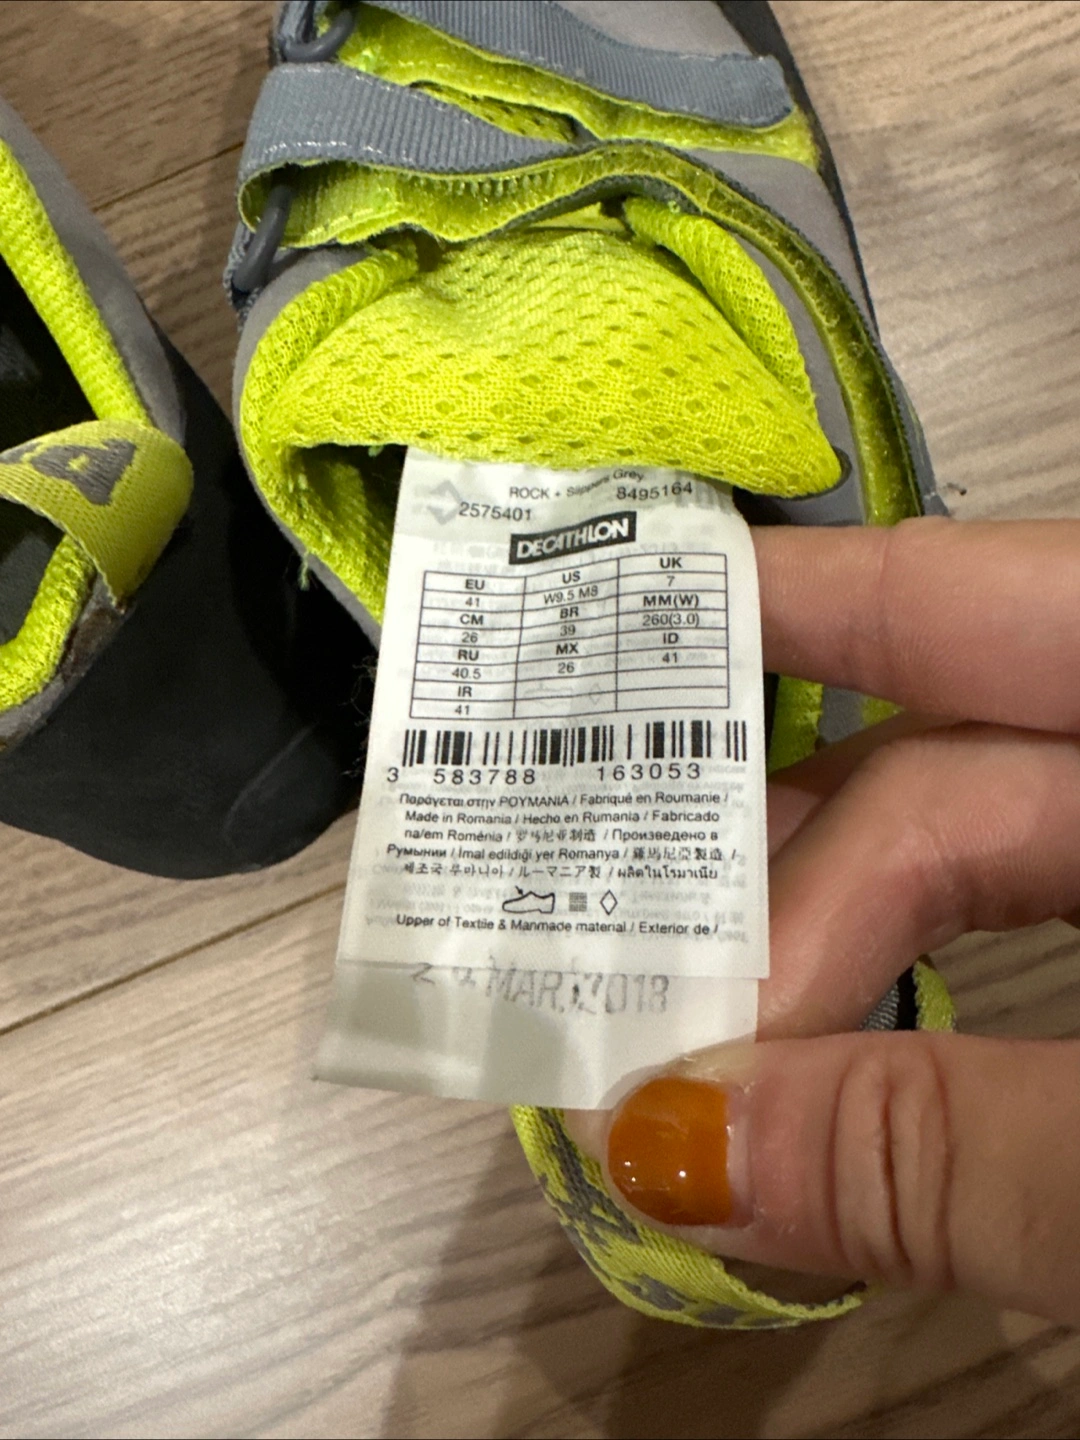 ROCK + Slippers Grey
2575401 8495164
DECATHLON
EU US UK
41 W9.5 M8 7
CM BR MM(W)
26 39 260(3.0)
RU MX ID
40.5 26 41
IR
41
3 583788 163053
Παράγεται στην ΡΟΥΜΑΝΙΑ / Fabriqué en Roumanie /
Made in Romania / Hecho en Rumania / Fabricado
na/em Roménia / 罗马尼亚制造 / Произведено в
Румынии / İmal edildiği yer Romanya / 羅馬尼亞製造 /
제조국 루마니아 / ルーマニア製 / ผลิตในโรมาเนีย
Upper of Textile & Manmade material / Exterior de /
MAR. 2018